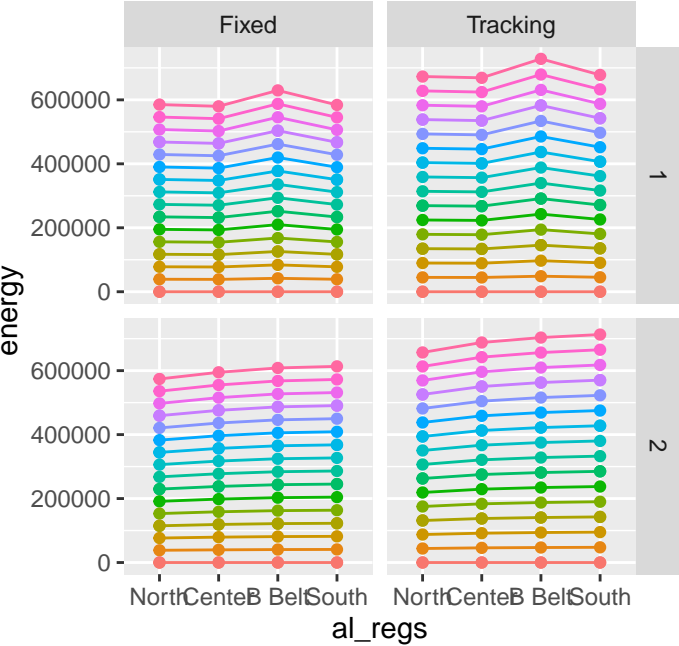 Fixed Tracking
600000
400000
200000
0
1
600000
400000
200000
0
2
energy
North Center B Belt South North Center B Belt South
al_regs